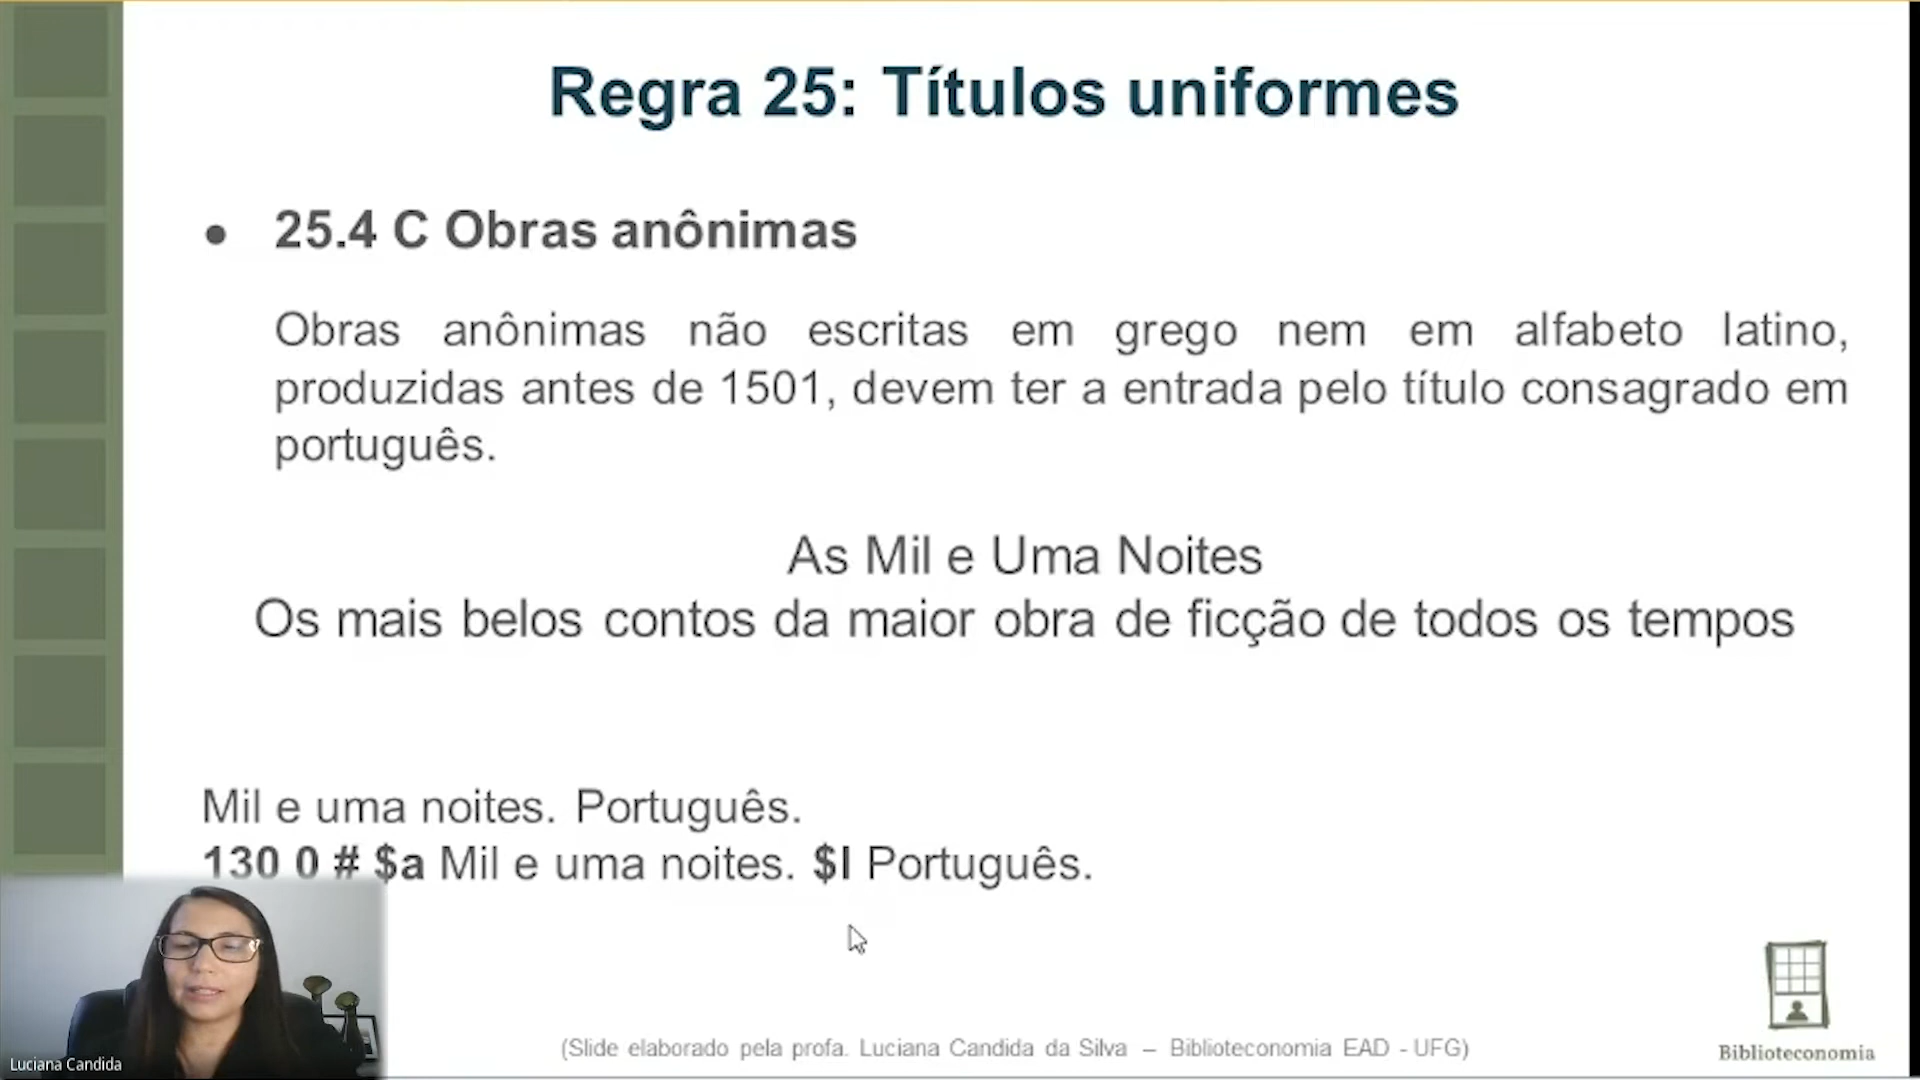 Regra 25: Títulos uniformes
● 25.4 C Obras anônimas
Obras anônimas não escritas em grego nem em alfabeto latino,
produzidas antes de 1501, devem ter a entrada pelo título consagrado em
português.
As Mil e Uma Noites
Os mais belos contos da maior obra de ficção de todos os tempos
Mil e uma noites. Português.
130 0 # $a Mil e uma noites. $l Português.
(Slide elaborado pela profa. Luciana Candida da Silva – Biblioteconomia EAD - UFG)
Biblioteconomia
Luciana Candida